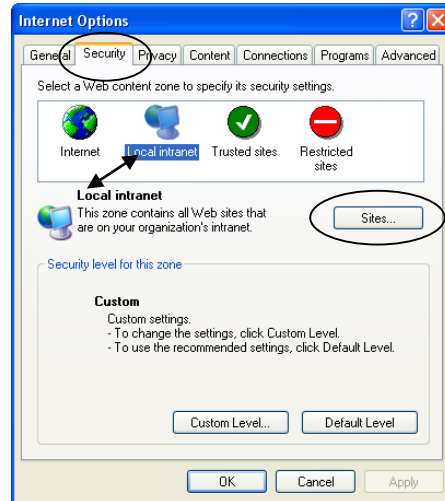 Internet Options
General Security Privacy Content Connections Programs Advanced
Select a Web content zone to specify its security settings.
Internet Local intranet Trusted sites Restricted
sites
Local intranet
This zone contains all Web sites that
are on your organization's intranet.
Sites...
Security level for this zone
Custom
Custom settings.
- To change the settings, click Custom Level.
- To use the recommended settings, click Default Level.
Custom Level... Default Level
OK Cancel Apply